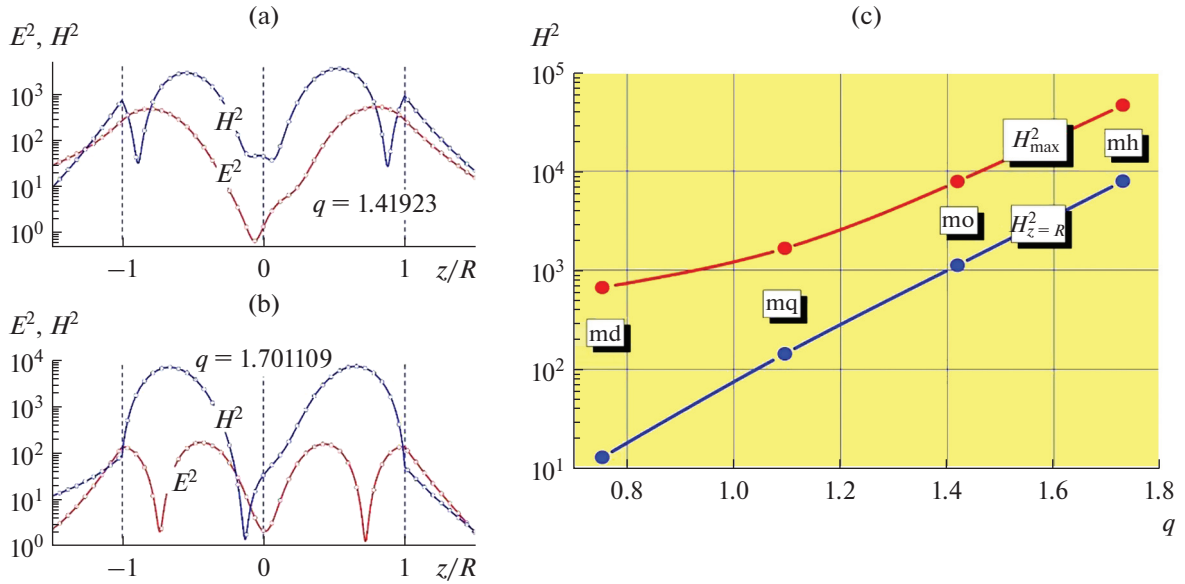 (a)
E², H²
10³
10²
10¹
10⁰
H²
E²
q = 1.41923
−1 0 1 z/R
(b)
E², H²
10⁴
10³
10²
10¹
10⁰
q = 1.701109
H²
E²
−1 0 1 z/R
(c)
H²
10⁵
10⁴
10³
10²
10¹
H²max
mh
mo
H²z = R
mq
md
0.8 1.0 1.2 1.4 1.6 1.8
q